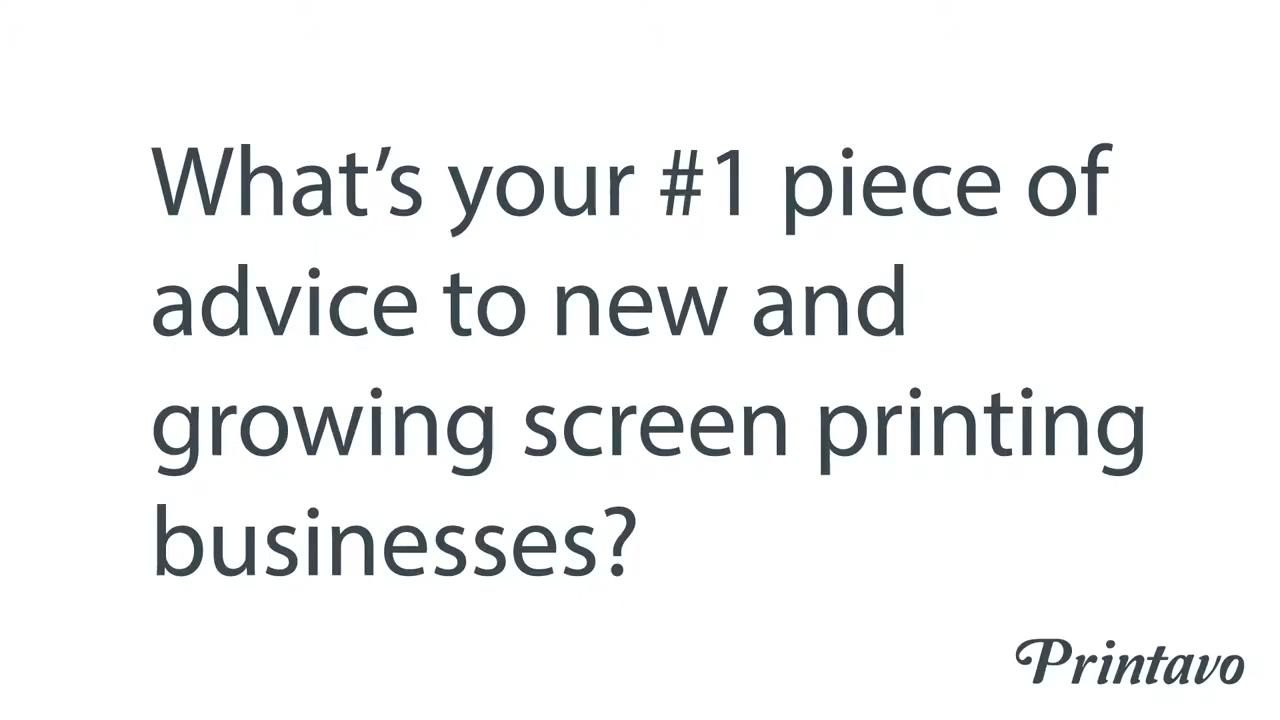 What’s your #1 piece of
advice to new and
growing screen printing
businesses?
Printavo